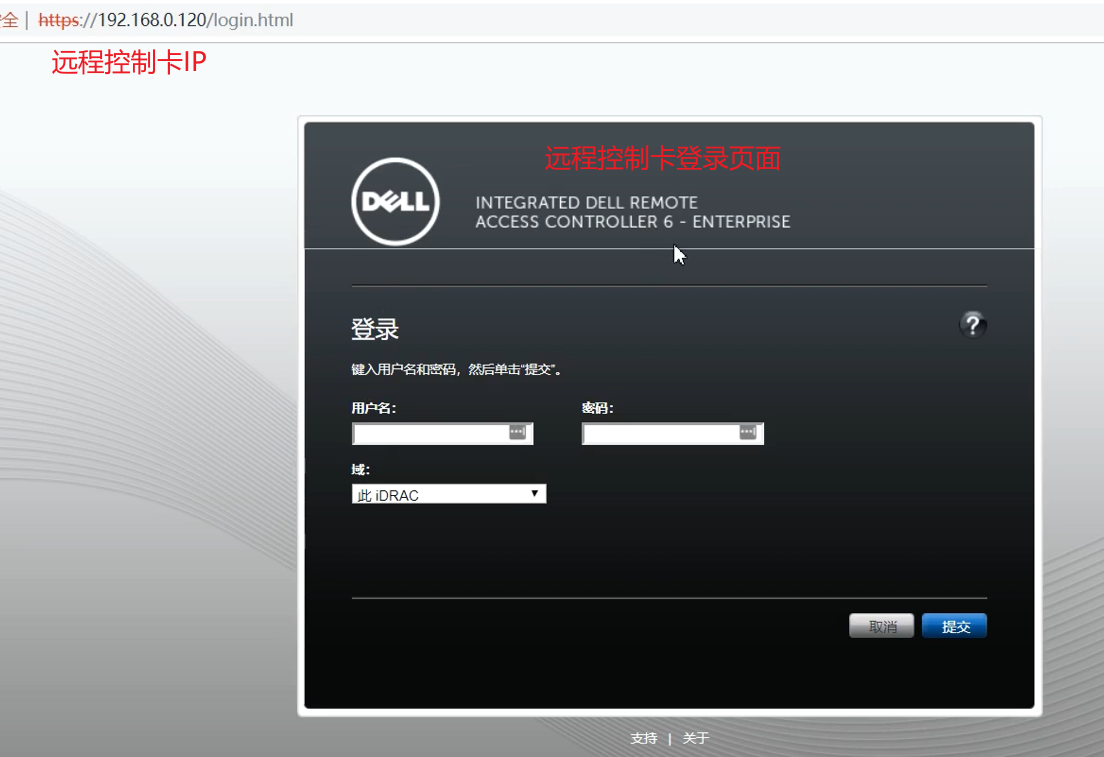 全 | https://192.168.0.120/login.html
远程控制卡IP
远程控制卡登录页面
DELL
INTEGRATED DELL REMOTE
ACCESS CONTROLLER 6 - ENTERPRISE
登录
?
键入用户名和密码，然后单击“提交”。
用户名： 密码：
域：
此 iDRAC
取消 提交
支持 | 关于